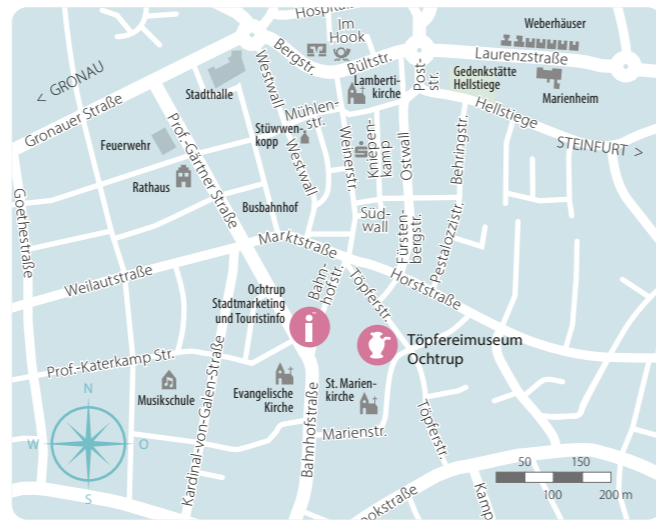 Hospital
Im
Hook
Weberhäuser
Bergstr.
Bültstr.
Post-
str.
Laurenzstraße
< GRONAU
Gronauer Straße
Stadthalle
Westwall
Lamberti-
kirche
Gedenkstätte
Hellstiege
Marienheim
Hellstiege
STEINFURT >
Mühlen-
str.
Feuerwehr
Prof.-Gärtner Straße
Stüwwen-
kopp
Westwall
Weinerstr.
Kniepen-
kamp
Ostwall
Behringstr.
Rathaus
Goethestraße
Busbahnhof
Süd-
wall
Fürsten-
bergstr.
Pestalozzistr.
Marktstraße
Weilautstraße
Bahn-
hofstr.
Töpferstr.
Horststraße
Ochtrup
Stadtmarketing
und Touristinfo
i
Töpfereimuseum
Ochtrup
Prof.-Katerkamp Str.
Musikschule
Kardinal-von-Galen-Straße
Evangelische
Kirche
St. Marien-
kirche
Bahnhofstraße
Marienstr.
Töpferstr.
N
W
O
S
50 150
100 200 m
ookstraße
Kamp